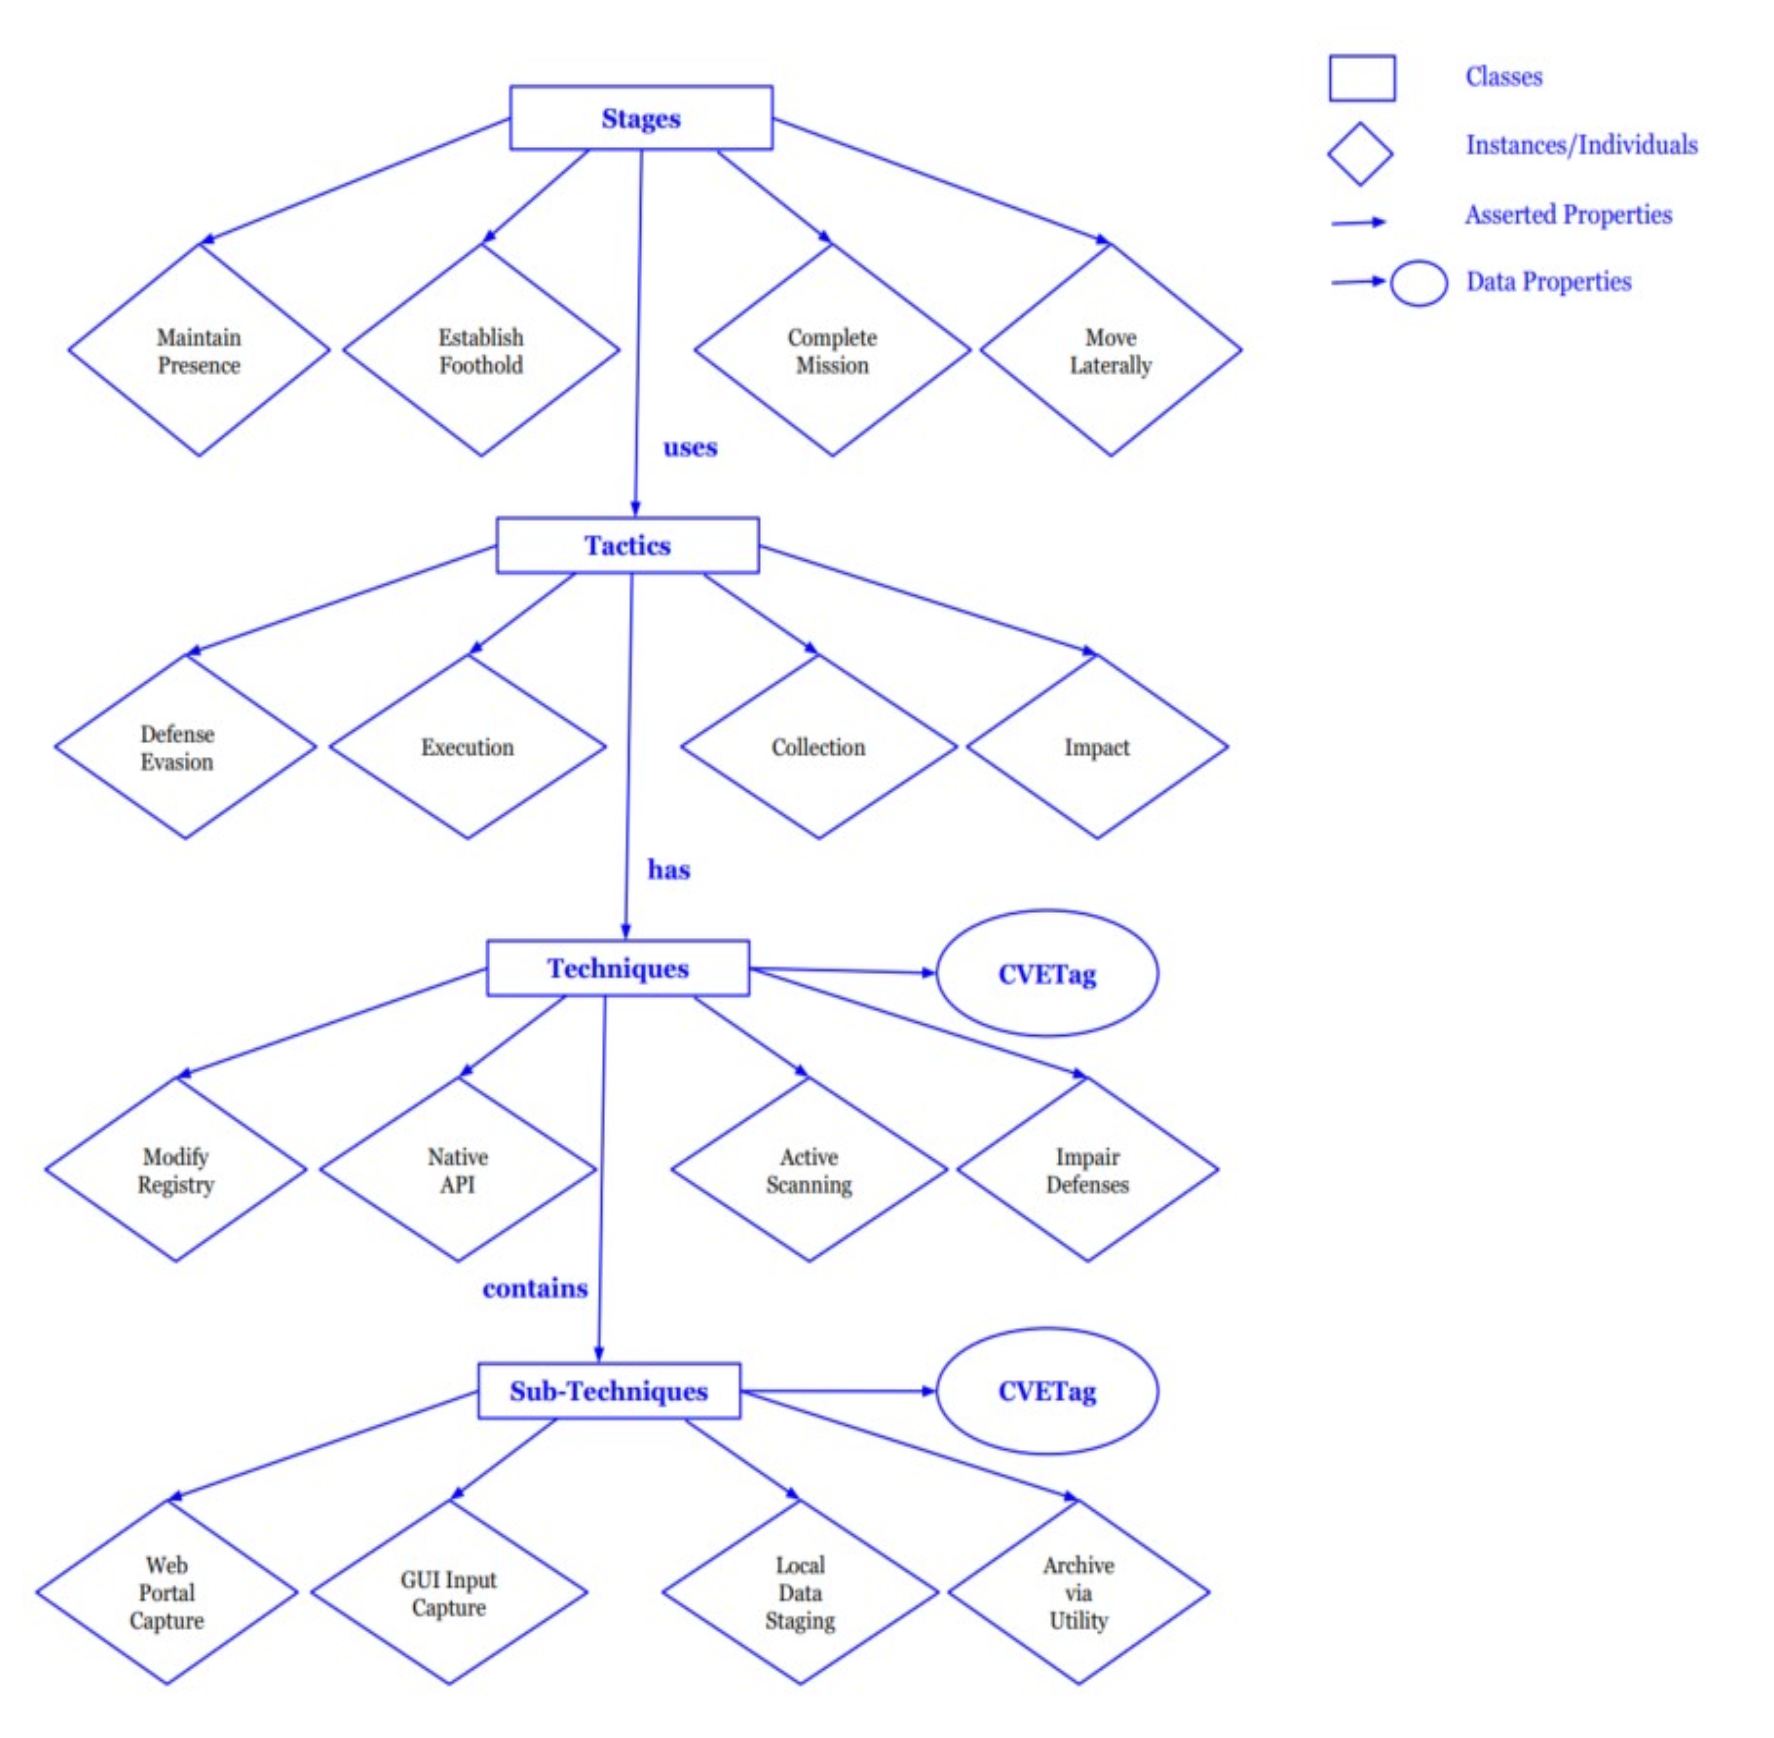 Stages
Classes
Instances/Individuals
Asserted Properties
Data Properties
Maintain
Presence
Establish
Foothold
Complete
Mission
Move
Laterally
uses
Tactics
Defense
Evasion
Execution
Collection
Impact
has
Techniques
CVETag
Modify
Registry
Native
API
Active
Scanning
Impair
Defenses
contains
Sub-Techniques
CVETag
Web
Portal
Capture
GUI Input
Capture
Local
Data
Staging
Archive
via
Utility